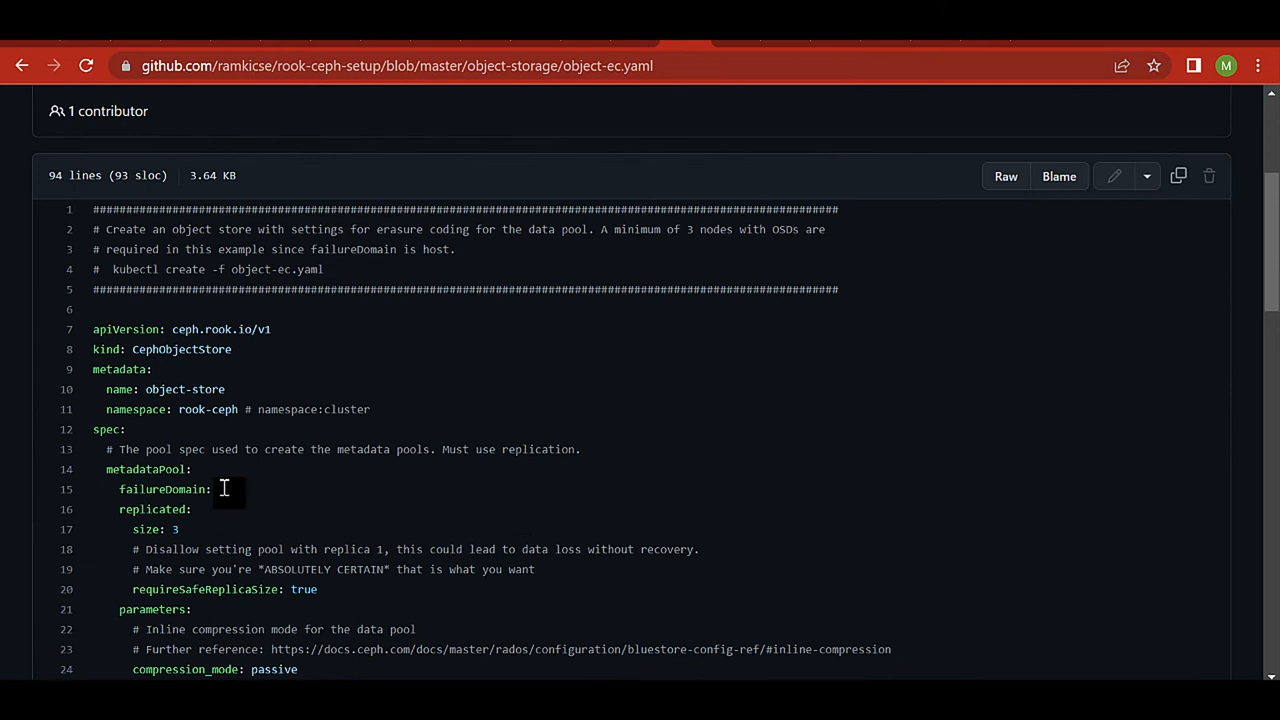 github.com/ramkicse/rook-ceph-setup/blob/master/object-storage/object-ec.yaml
M
1 contributor
94 lines (93 sloc) 3.64 KB
Raw Blame
1 #################################################################################################################
2 # Create an object store with settings for erasure coding for the data pool. A minimum of 3 nodes with OSDs are
3 # required in this example since failureDomain is host.
4 #  kubectl create -f object-ec.yaml
5 #################################################################################################################
6
7 apiVersion: ceph.rook.io/v1
8 kind: CephObjectStore
9 metadata:
10   name: object-store
11   namespace: rook-ceph # namespace:cluster
12 spec:
13   # The pool spec used to create the metadata pools. Must use replication.
14   metadataPool:
15     failureDomain:
16     replicated:
17       size: 3
18       # Disallow setting pool with replica 1, this could lead to data loss without recovery.
19       # Make sure you're *ABSOLUTELY CERTAIN* that is what you want
20       requireSafeReplicaSize: true
21     parameters:
22       # Inline compression mode for the data pool
23       # Further reference: https://docs.ceph.com/docs/master/rados/configuration/bluestore-config-ref/#inline-compression
24       compression_mode: passive